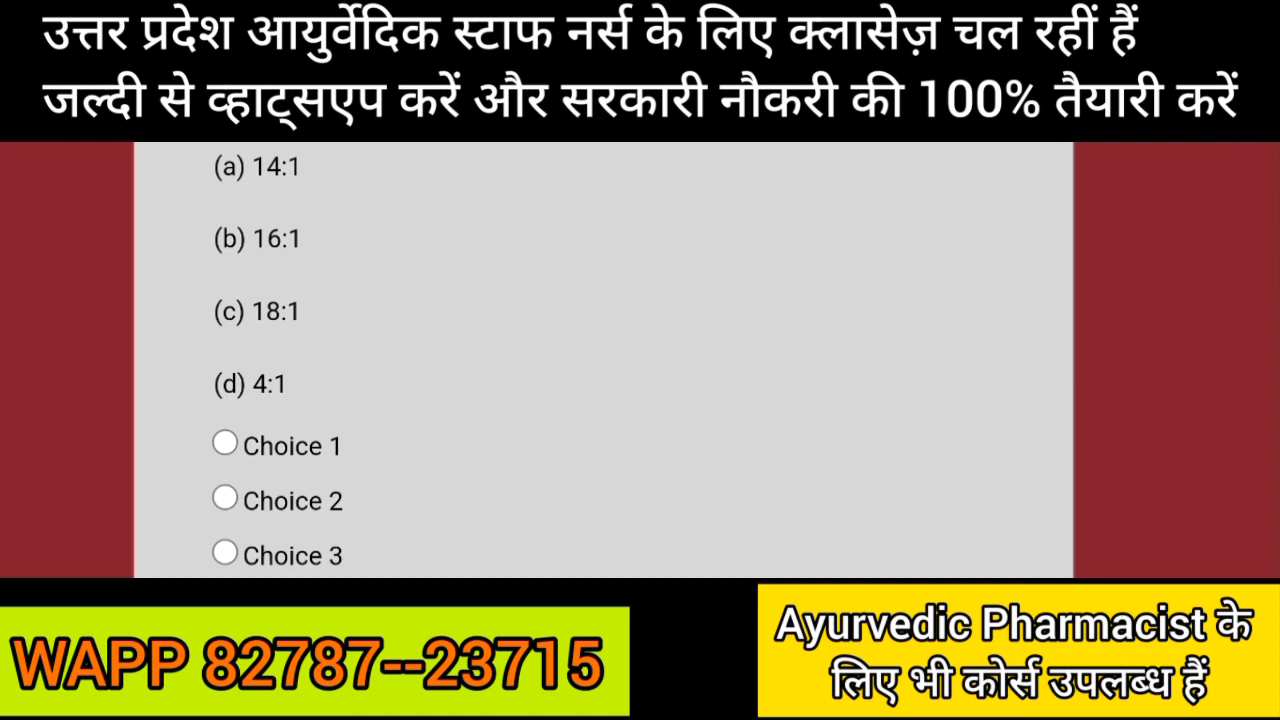 उत्तर प्रदेश आयुर्वेदिक स्टाफ नर्स के लिए क्लासेज़ चल रहीं हैं
जल्दी से व्हाट्सएप करें और सरकारी नौकरी की 100% तैयारी करें
(a) 14:1
(b) 16:1
(c) 18:1
(d) 4:1
Choice 1
Choice 2
Choice 3
WAPP 82787--23715
Ayurvedic Pharmacist के
लिए भी कोर्स उपलब्ध हैं